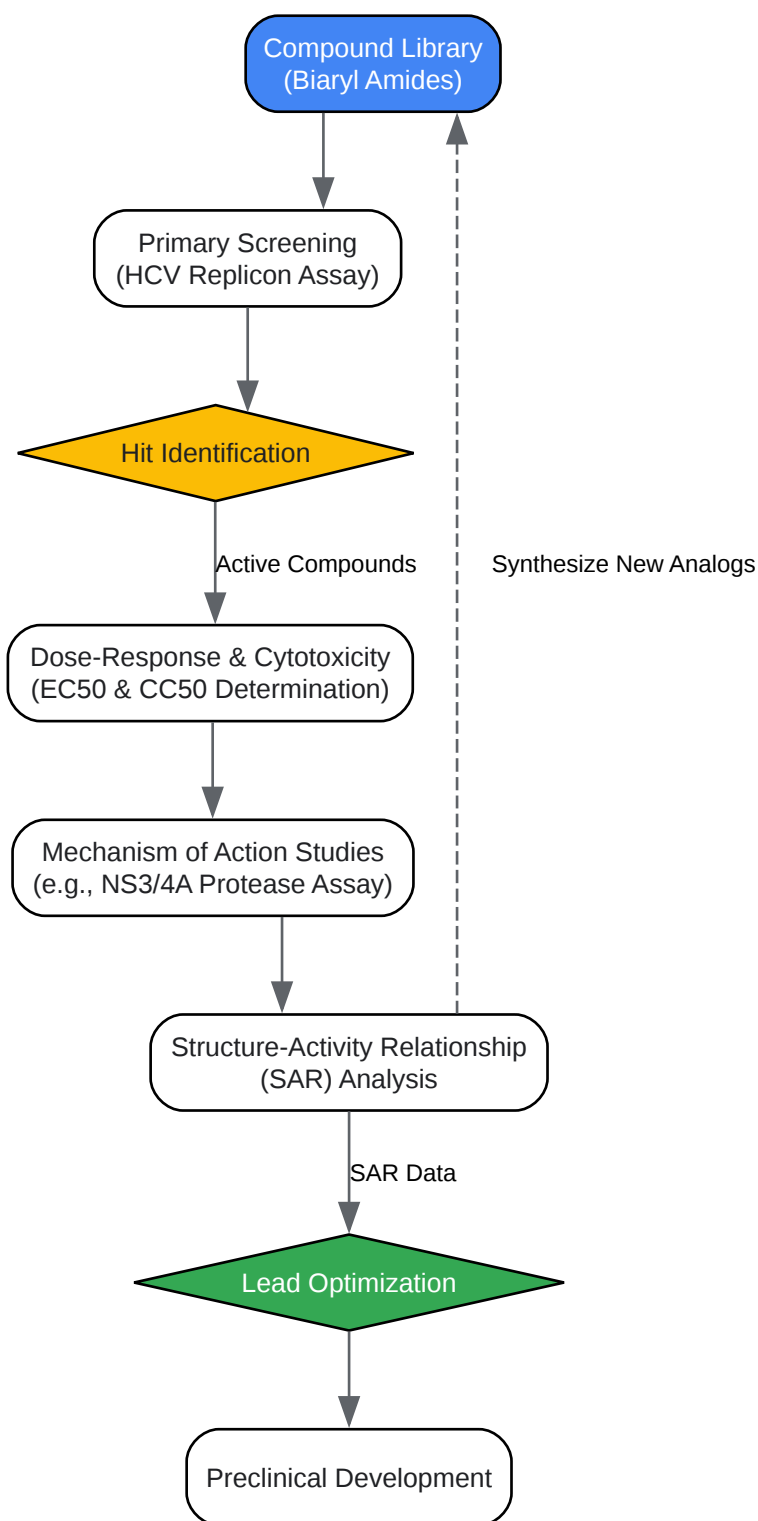 Compound Library
(Biaryl Amides)
Primary Screening
(HCV Replicon Assay)
Hit Identification
Active Compounds
Synthesize New Analogs
Dose-Response & Cytotoxicity
(EC50 & CC50 Determination)
Mechanism of Action Studies
(e.g., NS3/4A Protease Assay)
Structure-Activity Relationship
(SAR) Analysis
SAR Data
Lead Optimization
Preclinical Development